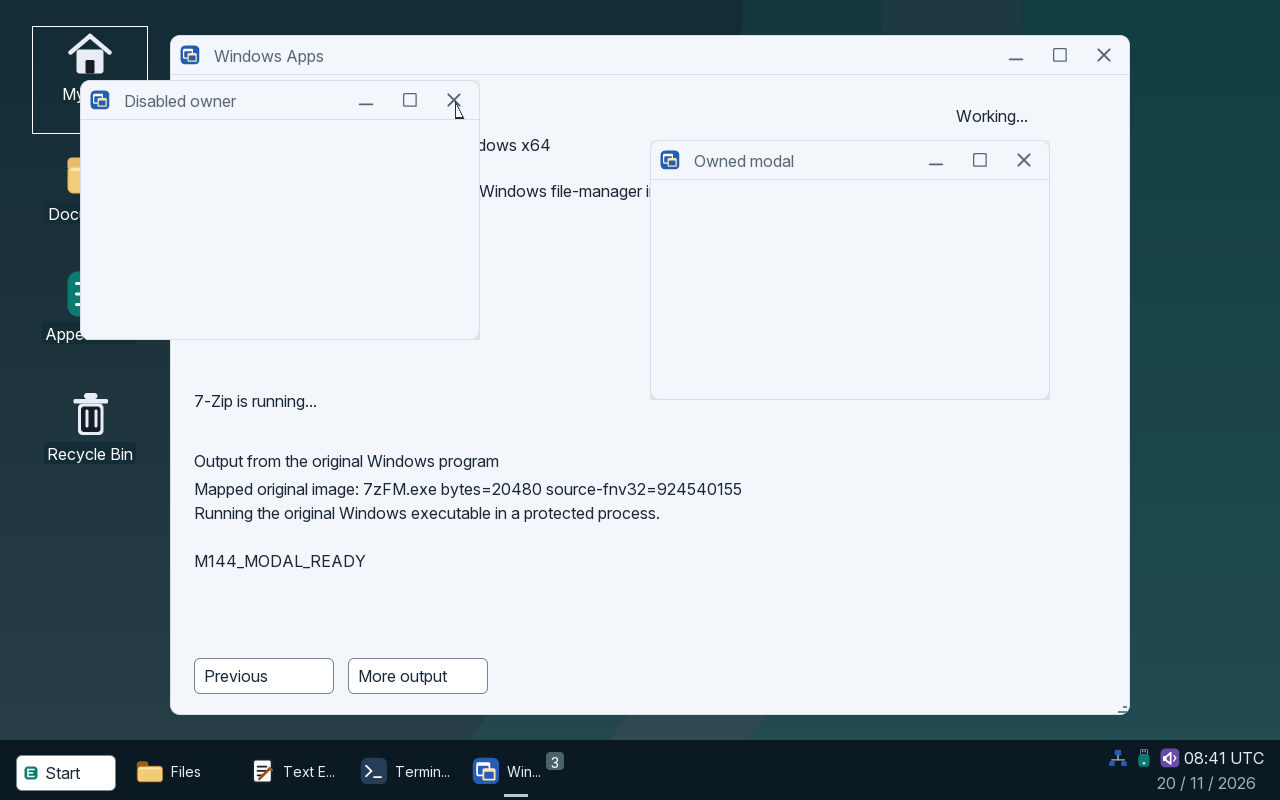 Windows Apps
My
Disabled owner
Working...
dows x64
Owned modal
Windows file-manager
Docu
Appe
7-Zip is running...
Recycle Bin
Output from the original Windows program
Mapped original image: 7zFM.exe bytes=20480 source-fnv32=924540155
Running the original Windows executable in a protected process.
M144_MODAL_READY
Previous
More output
Start
Files
Text E...
Termin...
Win...
3
08:41 UTC
20 / 11 / 2026